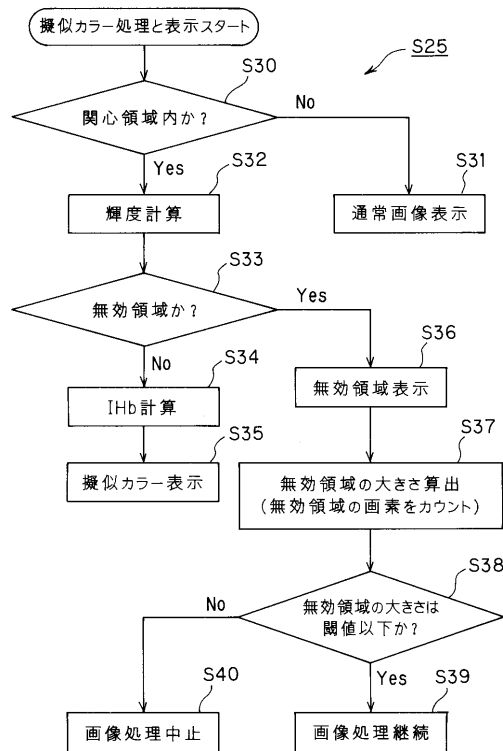 擬似カラー処理と表示スタート
S25
S30
関心領域内か?
No
Yes
S32
S31
輝度計算
通常画像表示
S33
無効領域か?
Yes
No
S34
S36
IHb計算
無効領域表示
S35
S37
擬似カラー表示
無効領域の大きさ算出
(無効領域の画素をカウント)
S38
無効領域の大きさは
閾値以下か?
No
Yes
S40
S39
画像処理中止
画像処理継続